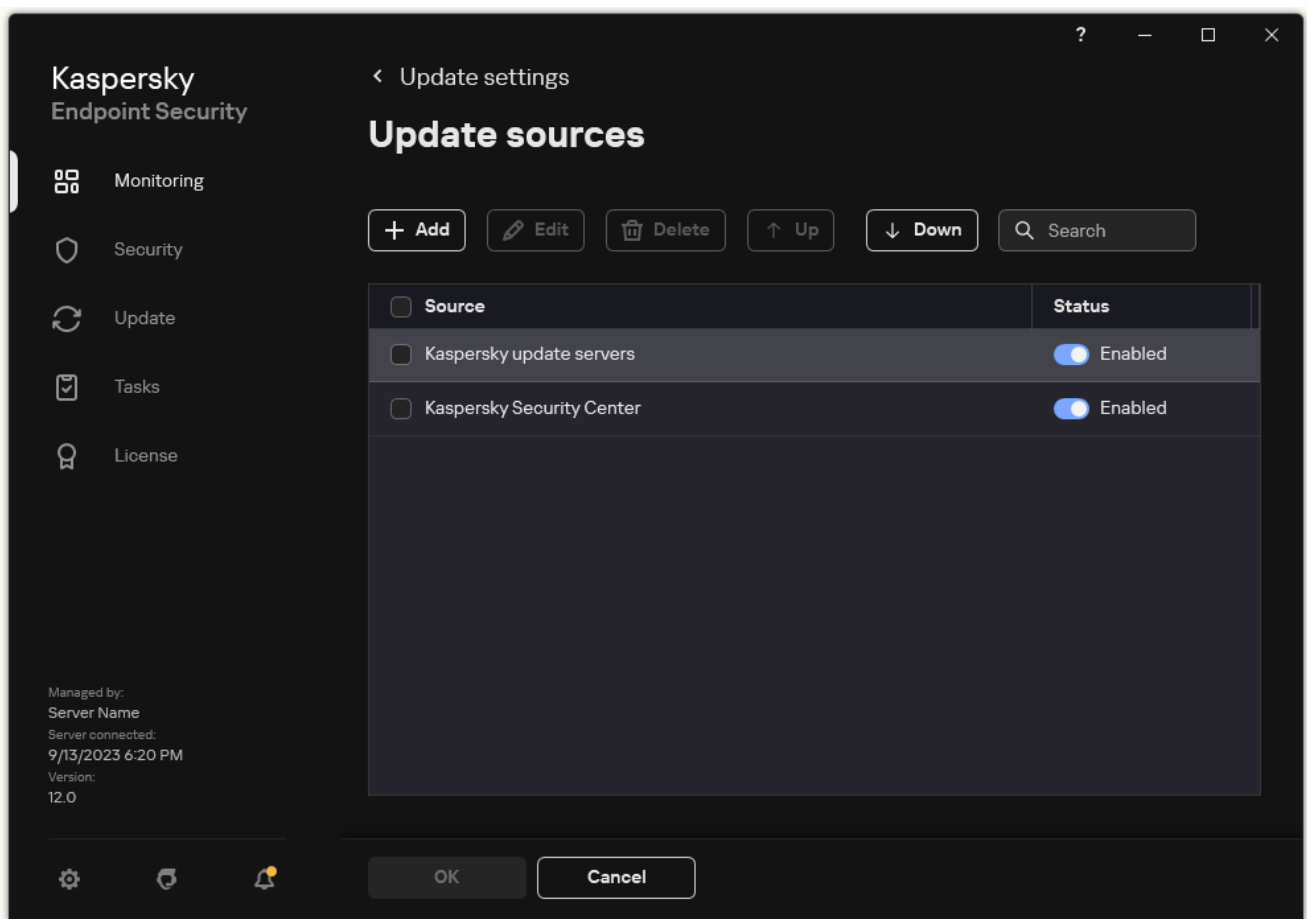 ?
Kaspersky
Endpoint Security
Monitoring
Security
Update
Tasks
License
Managed by:
Server Name
Server connected:
9/13/2023 6:20 PM
Version:
12.0
Update settings
Update sources
Add Edit Delete Up Down Search
Source Status
Kaspersky update servers Enabled
Kaspersky Security Center Enabled
OK Cancel